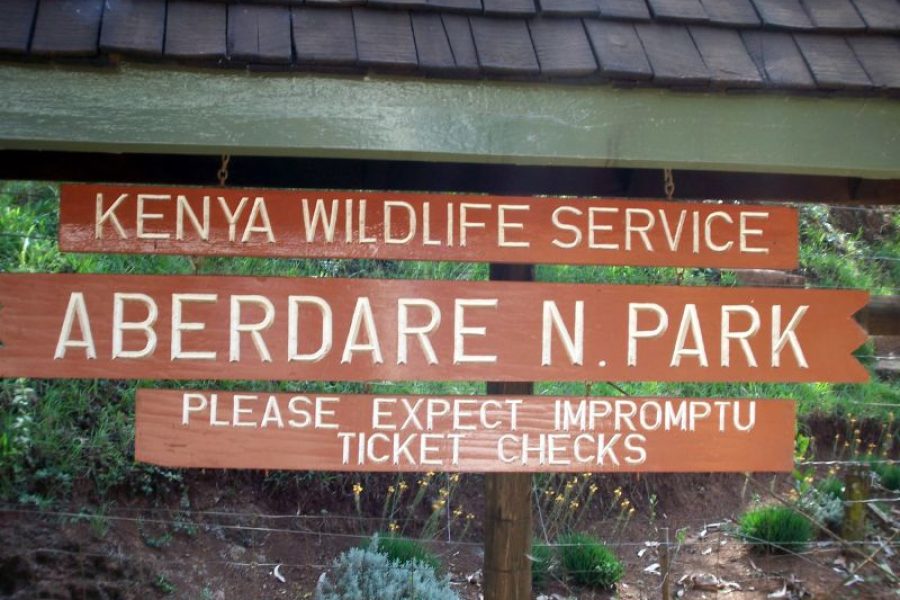 KENYA WILDLIFE SERVICE
ABERDARE N. PARK
PLEASE EXPECT IMPROMPTU
TICKET CHECKS